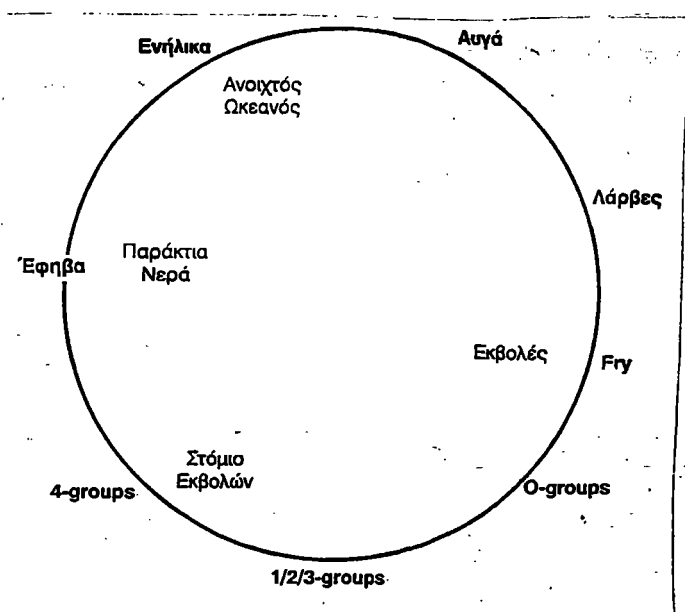 Ενήλικα
Αυγά
Ανοιχτός
Ωκεανός
Λάρβες
Έφηβα
Παράκτια
Νερά
Εκβολές
Fry
Στόμιο
Εκβολών
4-groups
O-groups
1/2/3-groups